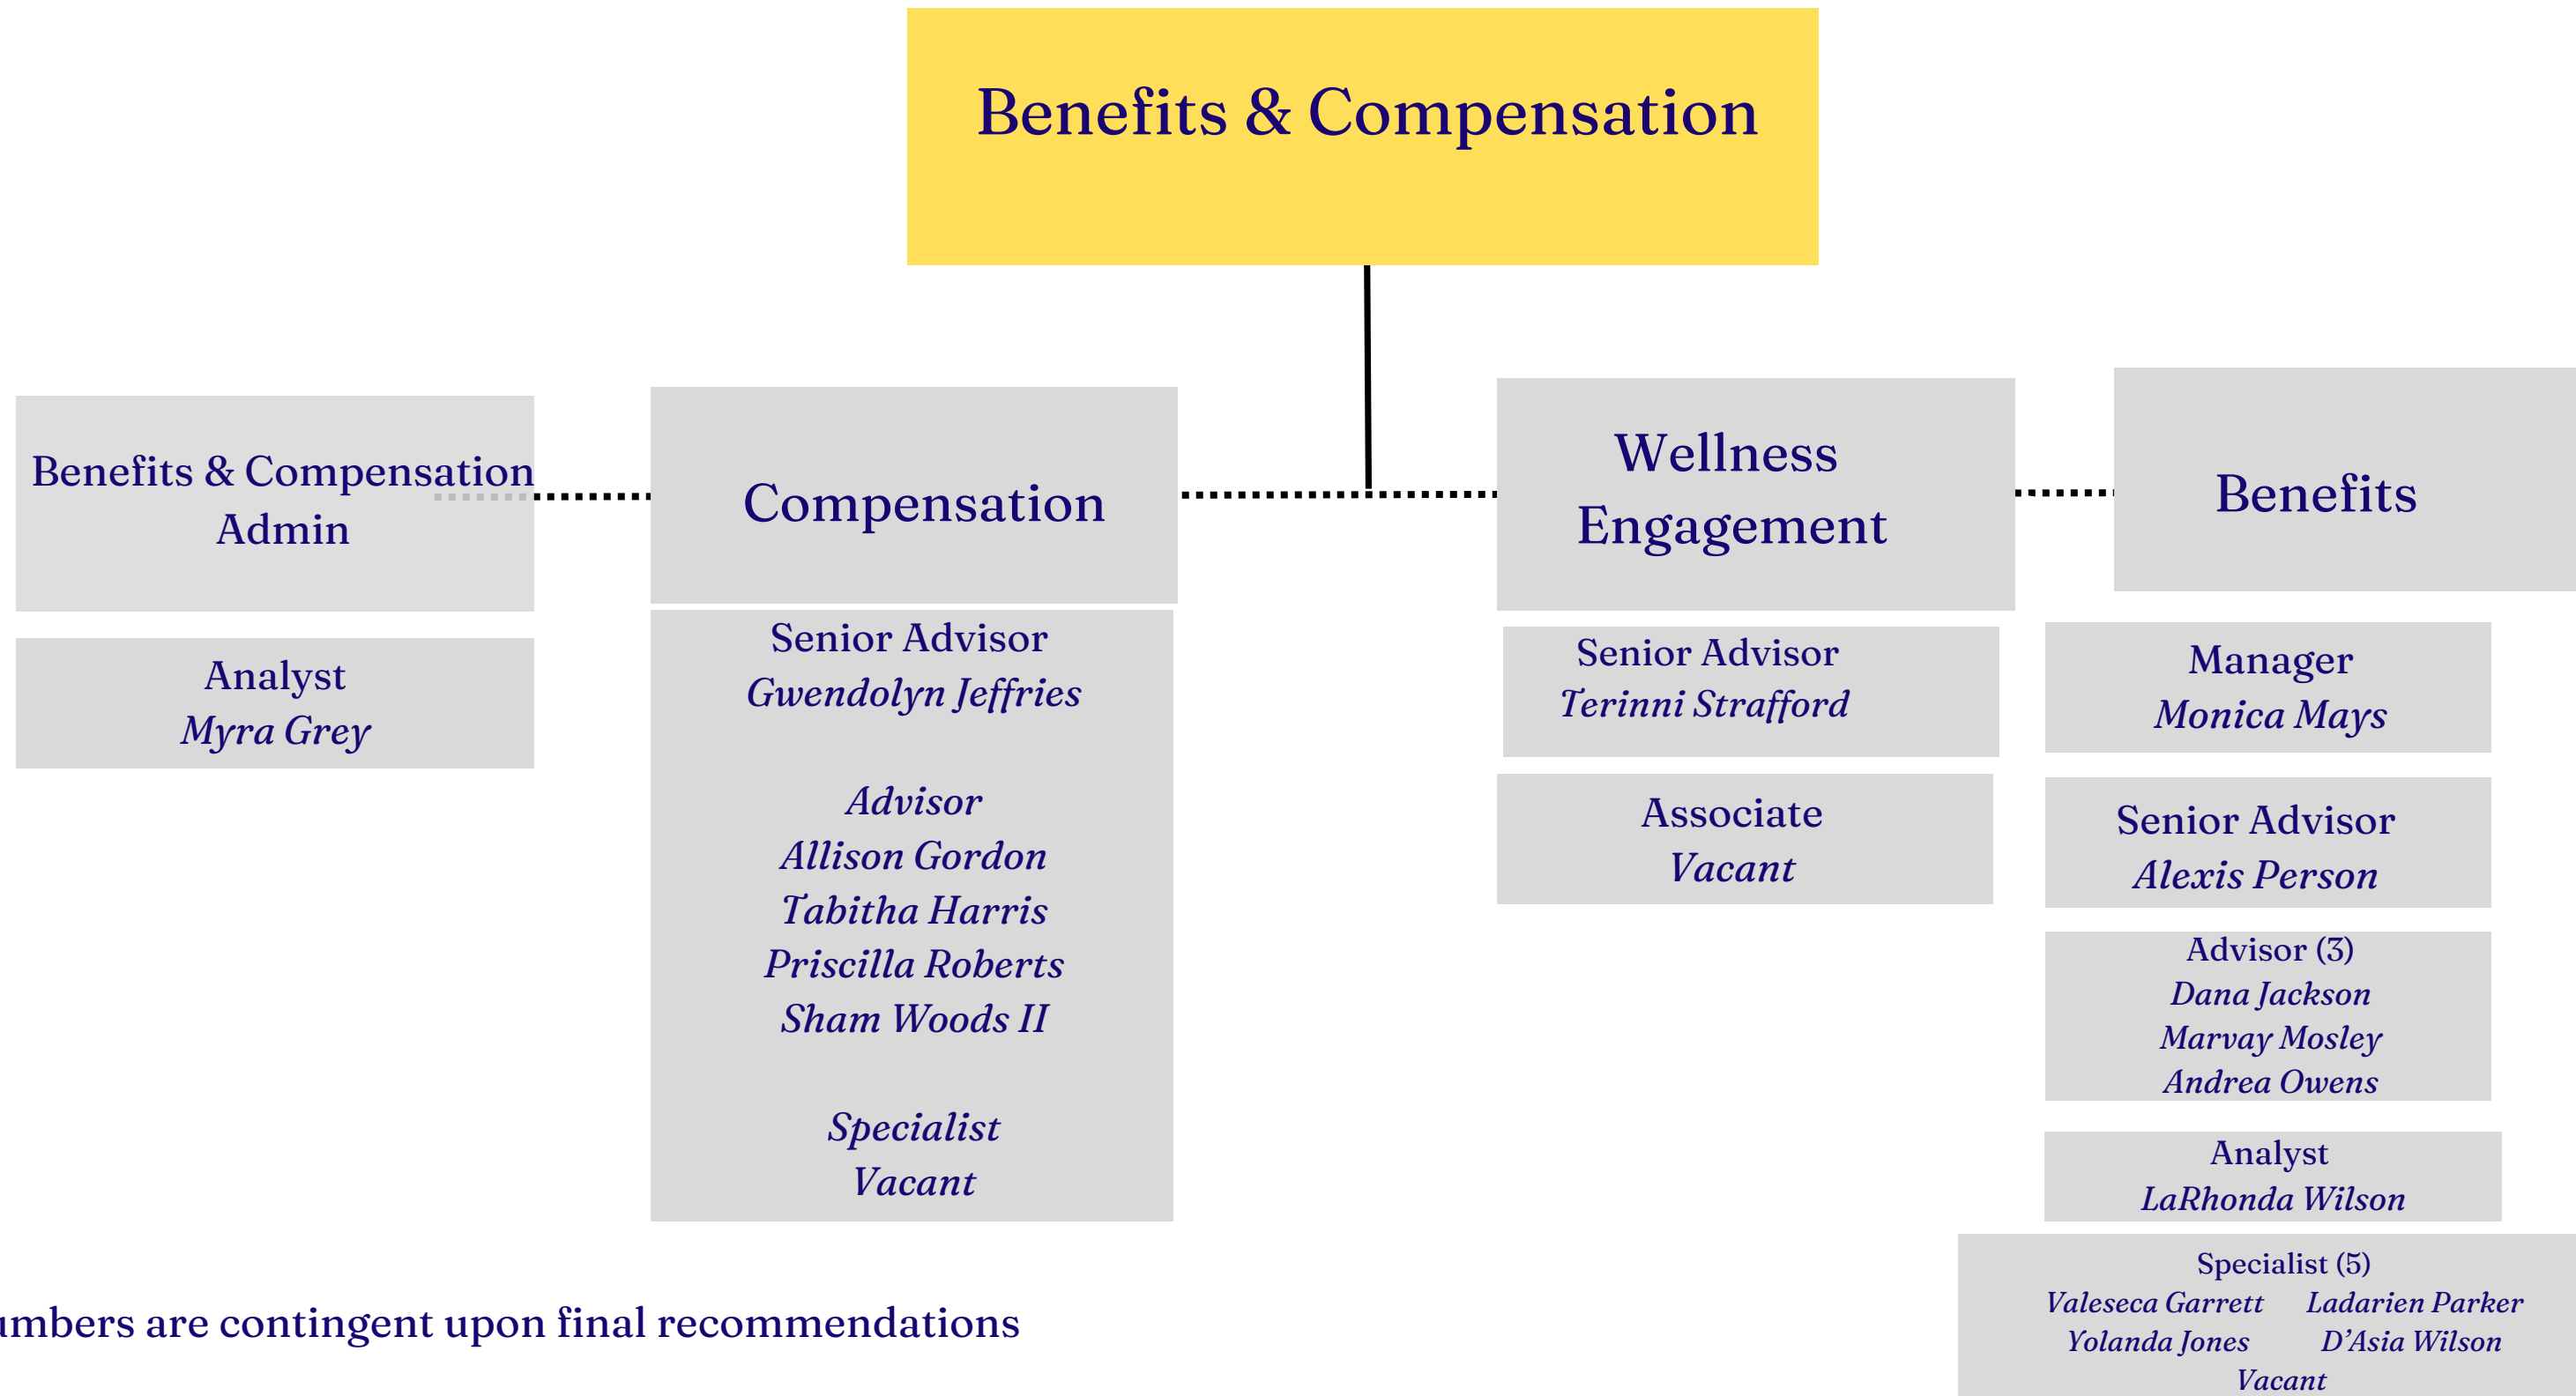 Benefits & Compensation
Benefits & Compensation
Admin
Analyst
Myra Grey
Compensation
Senior Advisor
Gwendolyn Jeffries
Advisor
Allison Gordon
Tabitha Harris
Priscilla Roberts
Sham Woods II
Specialist
Vacant
Wellness
Engagement
Senior Advisor
Terinni Strafford
Associate
Vacant
Benefits
Manager
Monica Mays
Senior Advisor
Alexis Person
Advisor (3)
Dana Jackson
Marvay Mosley
Andrea Owens
Analyst
LaRhonda Wilson
Specialist (5)
Valeseca Garrett Ladarien Parker
Yolanda Jones D’Asia Wilson
Vacant
are contingent upon final recommendations